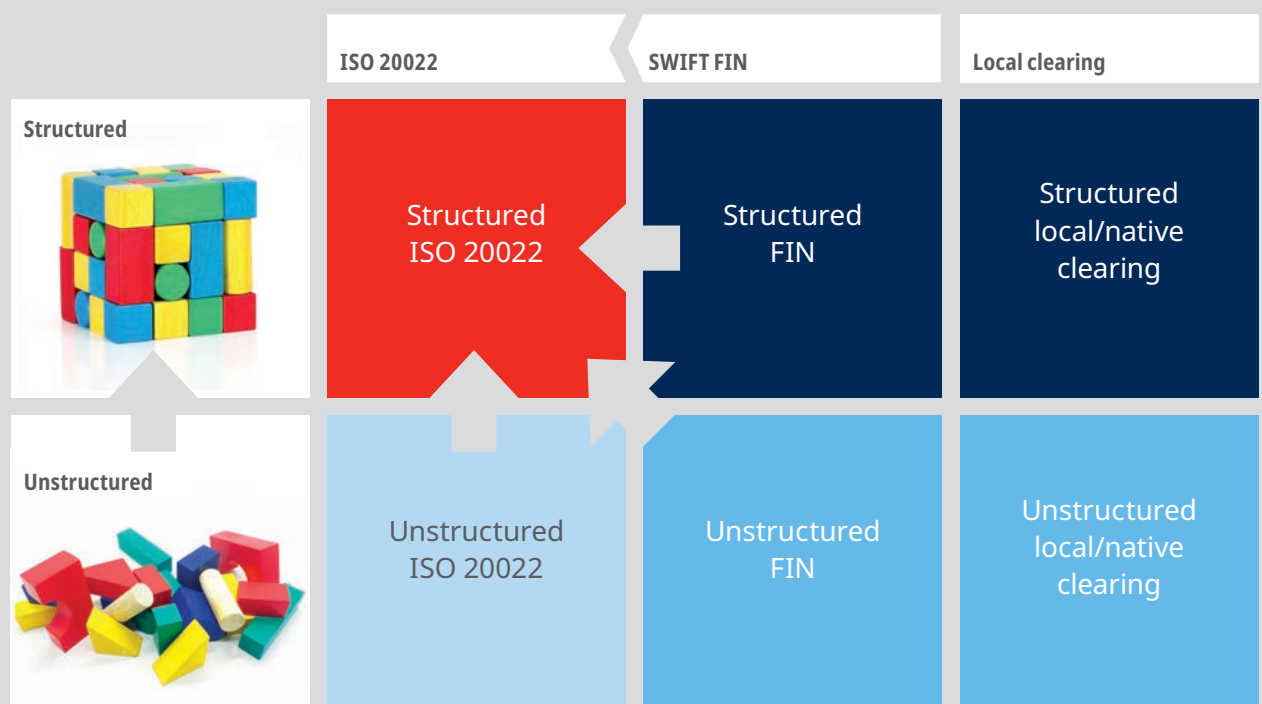 ISO 20022
SWIFT FIN
Local clearing
Structured
Structured
ISO 20022
Structured
FIN
Structured
local/native
clearing
Unstructured
Unstructured
ISO 20022
Unstructured
FIN
Unstructured
local/native
clearing